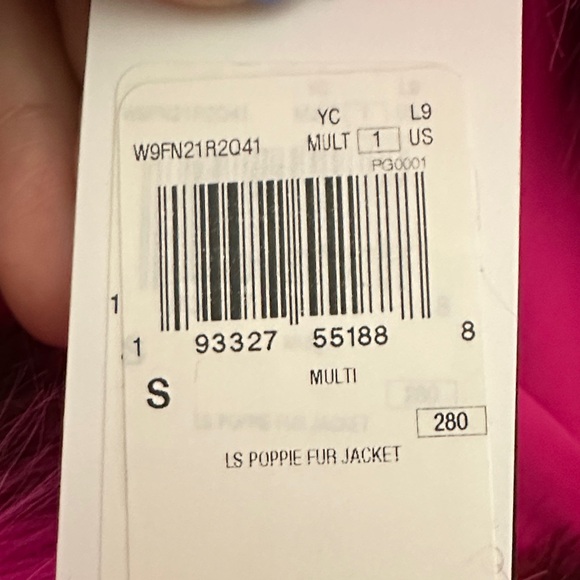 YC L9
W9FN21R2Q41 MULT 1 US
PG0001
1
1 93327 55188 8
MULTI
S
280
LS POPPIE FUR JACKET